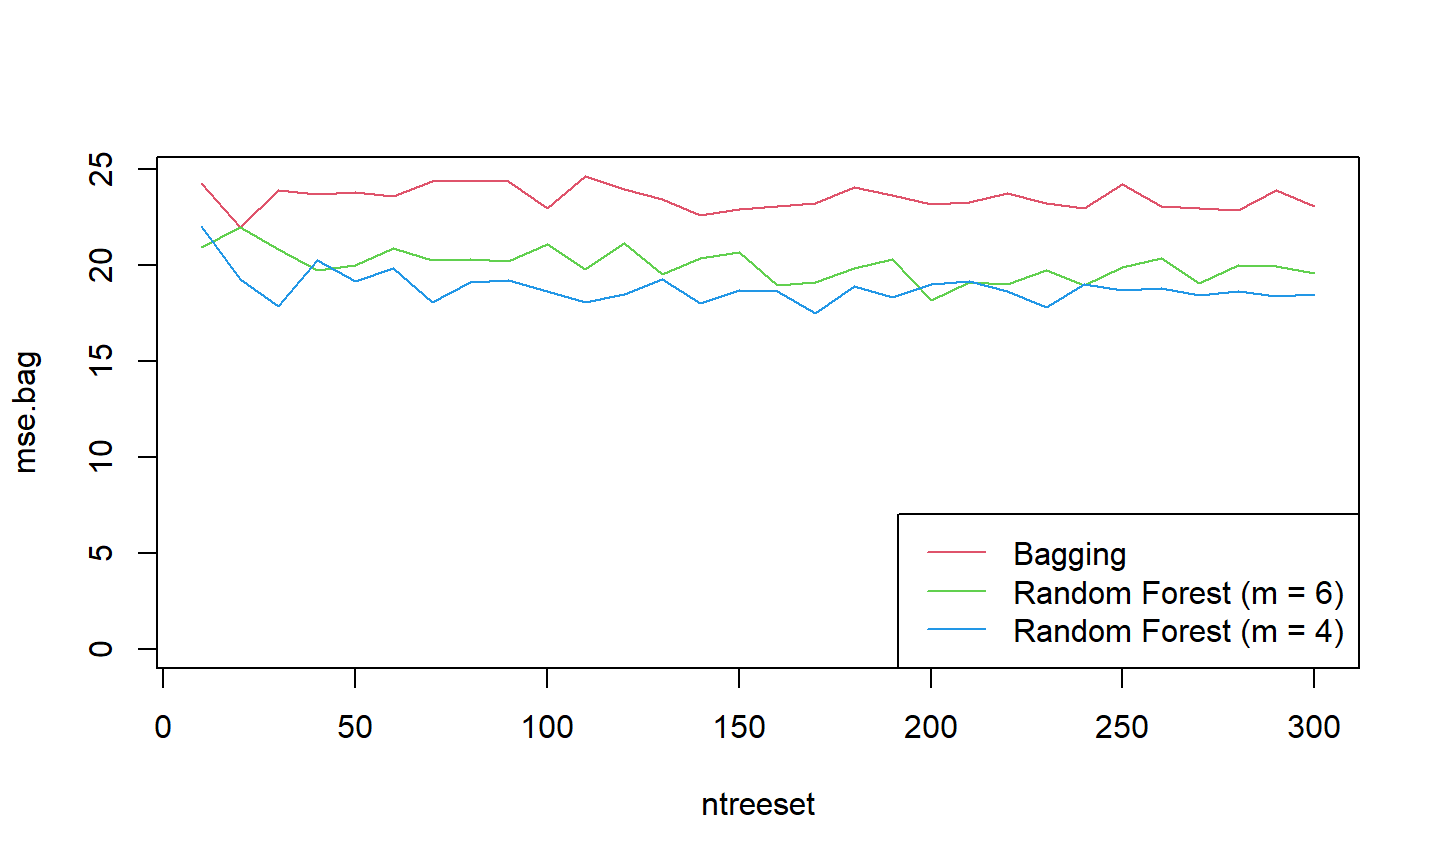 mse.bag
25
20
15
10
5
0
Bagging
Random Forest (m = 6)
Random Forest (m = 4)
0 50 100 150 200 250 300
ntreeset